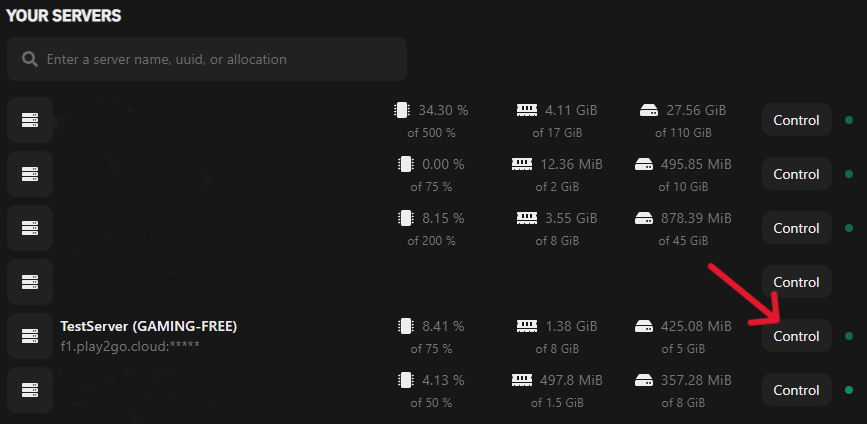 YOUR SERVERS
Enter a server name, uuid, or allocation
34.30 % 4.11 GiB 27.56 GiB Control
of 500 % of 17 GiB of 110 GiB
0.00 % 12.36 MiB 495.85 MiB Control
of 75 % of 2 GiB of 10 GiB
8.15 % 3.55 GiB 878.39 MiB Control
of 200 % of 8 GiB of 45 GiB
Control
TestServer (GAMING-FREE) 8.41 % 1.38 GiB 425.08 MiB Control
f1.play2go.cloud:***** of 75 % of 8 GiB of 5 GiB
4.13 % 497.8 MiB 357.28 MiB Control
of 50 % of 1.5 GiB of 8 GiB